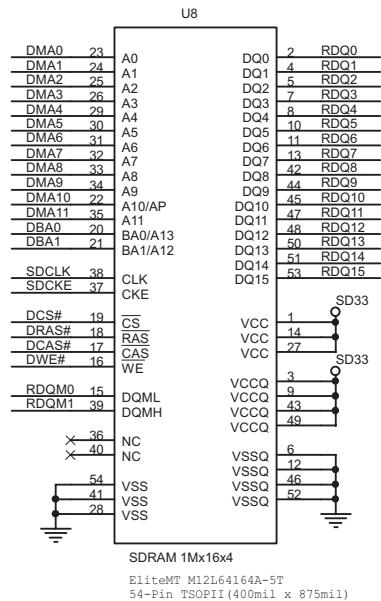 U8
DMA0 23 A0 DQ0 2 RDQ0
DMA1 24 A1 DQ1 4 RDQ1
DMA2 25 A2 DQ2 5 RDQ2
DMA3 26 A3 DQ3 7 RDQ3
DMA4 29 A4 DQ4 8 RDQ4
DMA5 30 A5 DQ5 10 RDQ5
DMA6 31 A6 DQ6 11 RDQ6
DMA7 32 A7 DQ7 13 RDQ7
DMA8 33 A8 DQ8 42 RDQ8
DMA9 34 A9 DQ9 44 RDQ9
DMA10 22 A10/AP DQ10 45 RDQ10
DMA11 35 A11 DQ11 47 RDQ11
DBA0 20 BA0/A13 DQ12 48 RDQ12
DBA1 21 BA1/A12 DQ13 50 RDQ13
DQ14 51 RDQ14
SDCLK 38 CLK DQ15 53 RDQ15
SDCKE 37 CKE
SD33
DCS# 19 CS VCC 1
DRAS# 18 RAS VCC 14
DCAS# 17 CAS VCC 27
DWE# 16 WE
SD33
RDQM0 15 DQML VCCQ 3
RDQM1 39 DQMH VCCQ 9
VCCQ 43
VCCQ 49
36 NC
40 NC VSSQ 6
VSSQ 12
54 VSS VSSQ 46
41 VSS VSSQ 52
28 VSS
SDRAM 1Mx16x4
EliteMT M12L64164A-5T
54-Pin TSOPII(400mil x 875mil)